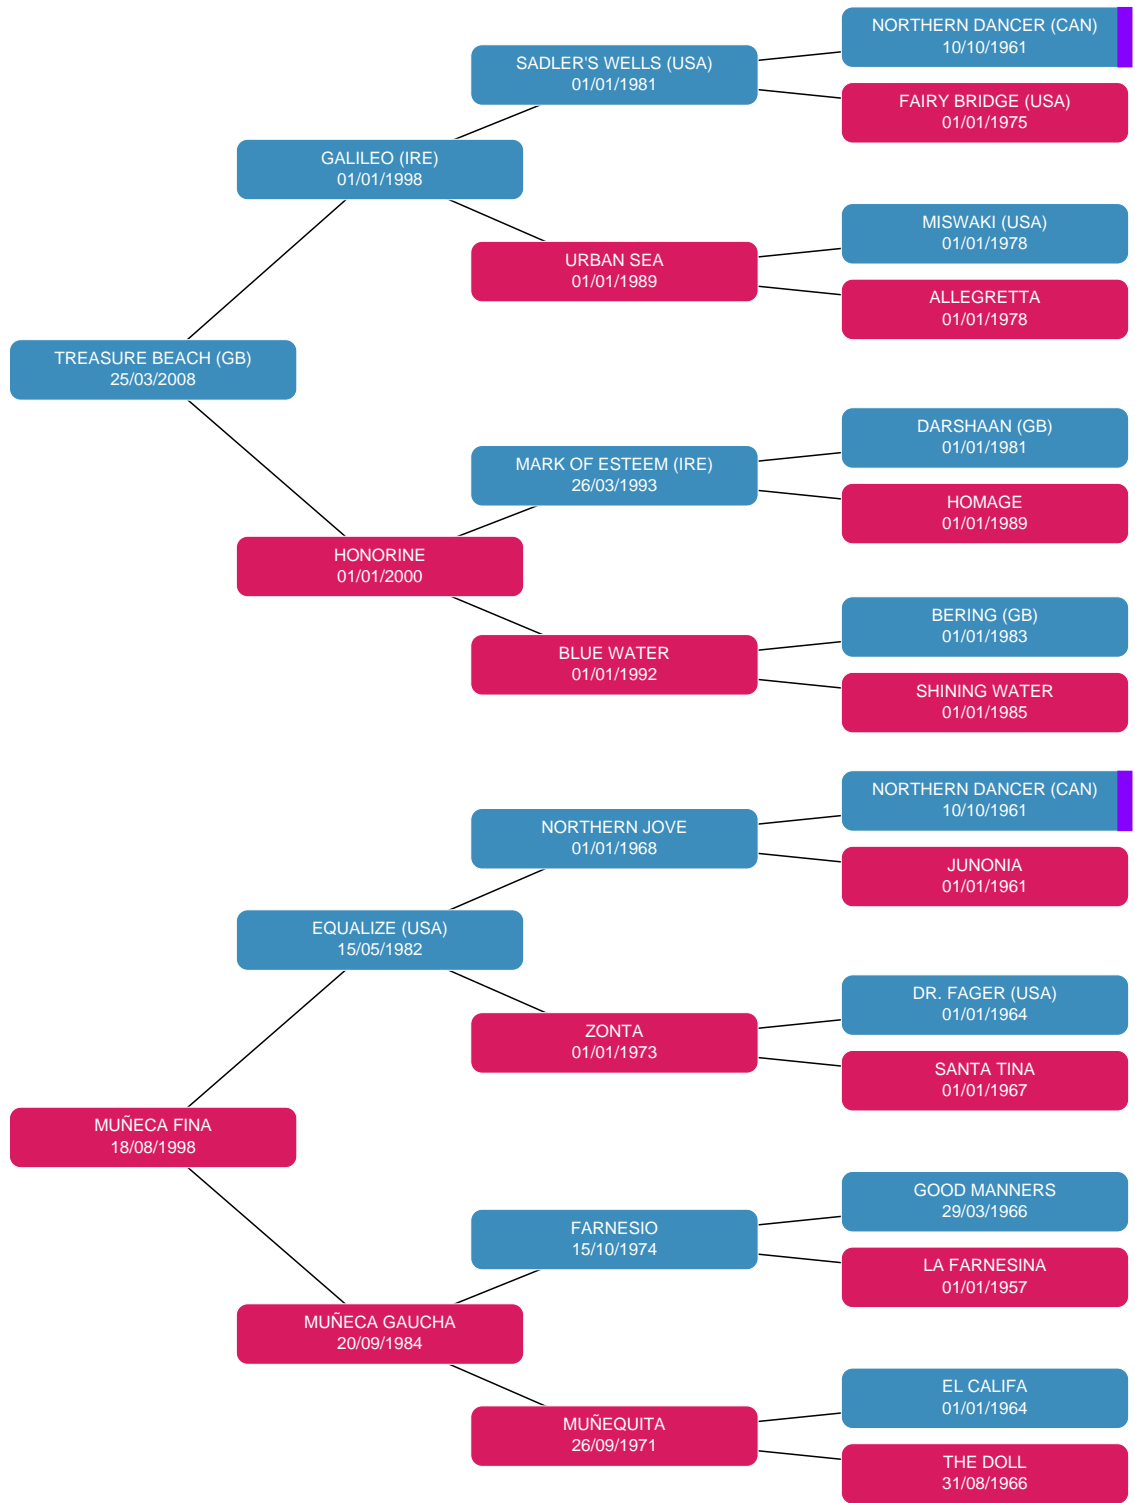 NORTHERN DANCER (CAN)
10/10/1961
SADLER'S WELLS (USA)
01/01/1981
FAIRY BRIDGE (USA)
01/01/1975
GALILEO (IRE)
01/01/1998
MISWAKI (USA)
01/01/1978
URBAN SEA
01/01/1989
ALLEGRETTA
01/01/1978
TREASURE BEACH (GB)
25/03/2008
DARSHAAN (GB)
01/01/1981
MARK OF ESTEEM (IRE)
26/03/1993
HOMAGE
01/01/1989
HONORINE
01/01/2000
BERING (GB)
01/01/1983
BLUE WATER
01/01/1992
SHINING WATER
01/01/1985
NORTHERN DANCER (CAN)
10/10/1961
NORTHERN JOVE
01/01/1968
JUNONIA
01/01/1961
EQUALIZE (USA)
15/05/1982
DR. FAGER (USA)
01/01/1964
ZONTA
01/01/1973
SANTA TINA
01/01/1967
MUÑECA FINA
18/08/1998
GOOD MANNERS
29/03/1966
FARNESIO
15/10/1974
LA FARNESINA
01/01/1957
MUÑECA GAUCHA
20/09/1984
EL CALIFA
01/01/1964
MUÑEQUITA
26/09/1971
THE DOLL
31/08/1966